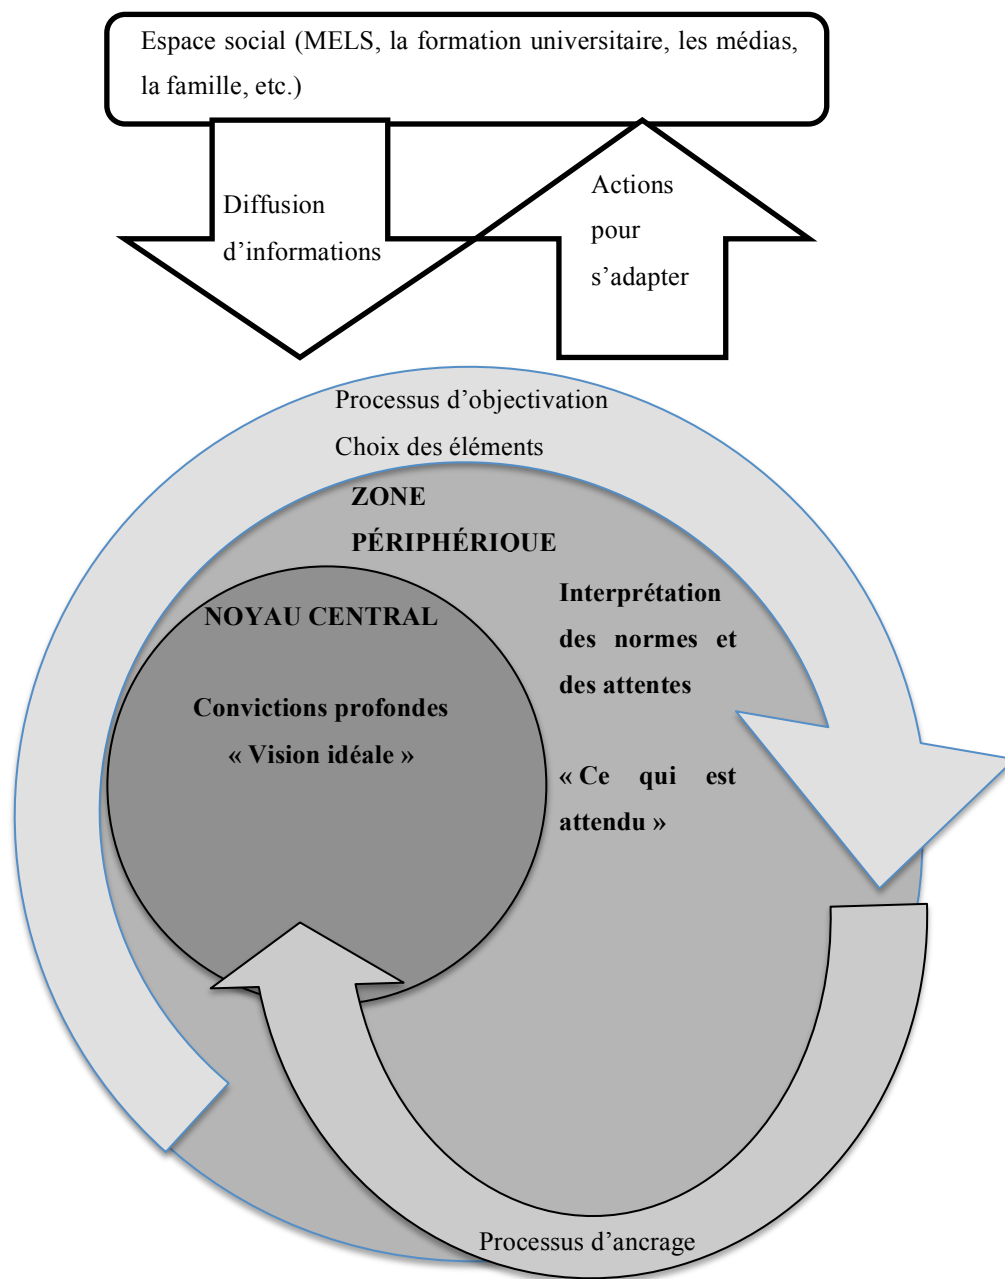 Espace social (MELS, la formation universitaire, les médias,
la famille, etc.)
Diffusion
d’informations
Actions
pour
s’adapter
Processus d’objectivation
Choix des éléments
ZONE
PÉRIPHÉRIQUE
NOYAU CENTRAL
Convictions profondes
« Vision idéale »
Interprétation
des normes et
des attentes
« Ce qui est
attendu »
Processus d’ancrage